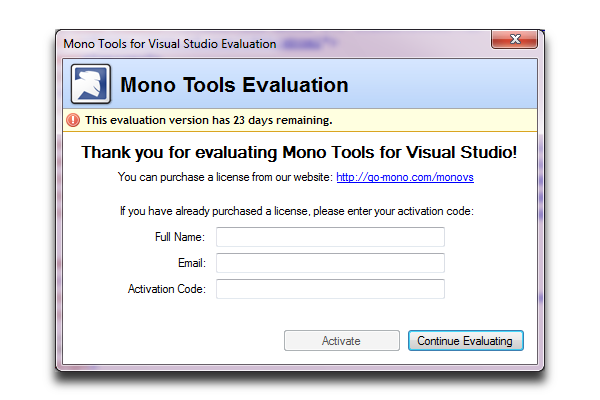 Mono Tools for Visual Studio Evaluation
Mono Tools Evaluation
This evaluation version has 23 days remaining.
Thank you for evaluating Mono Tools for Visual Studio!
You can purchase a license from our website: http://go-mono.com/monovs
If you have already purchased a license, please enter your activation code:
Full Name:
Email:
Activation Code:
Activate
Continue Evaluating